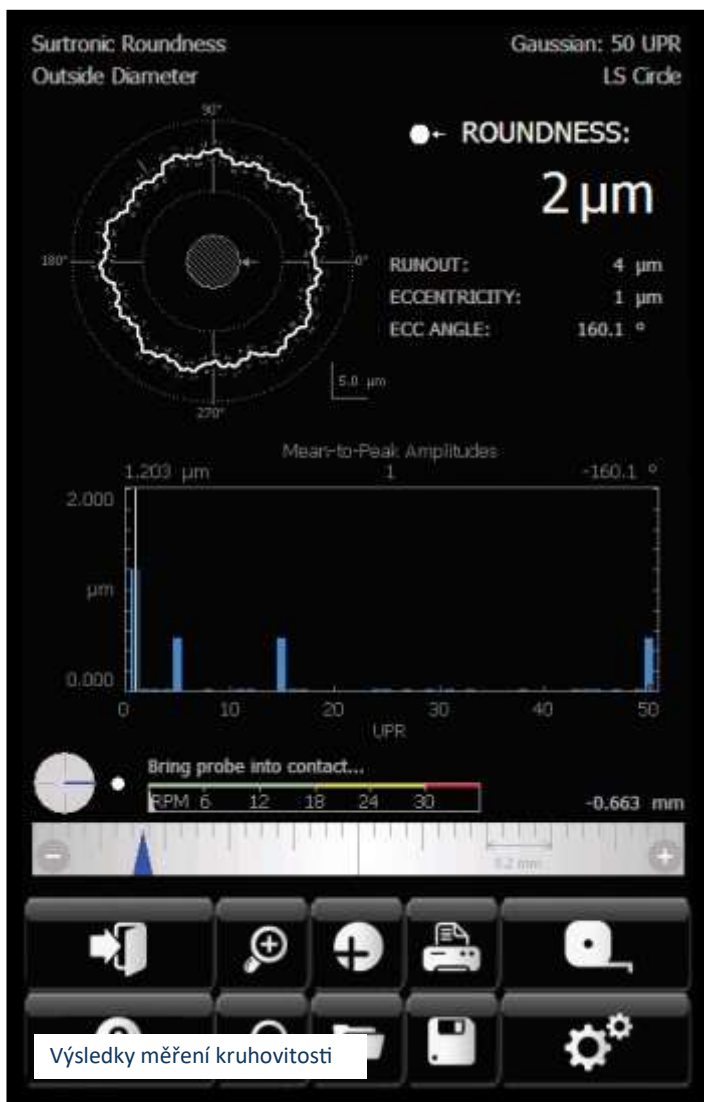 Surtronic Roundness
Gaussian: 50 UPR
Outside Diameter
LS Circle
90°
180°
0°
270°
5.0 µm
ROUNDNESS:
2 µm
RUNOUT: 4 µm
ECCENTRICITY: 1 µm
ECC ANGLE: 160.1 °
Mean-to-Peak Amplitudes
1.203 µm 1 -160.1 °
2.000
µm
0.000
0 10 20 30 40 50
UPR
Bring probe into contact...
RPM 6 12 18 24 30
-0.663 mm
0.2 mm
Výsledky měření kruhovitosti